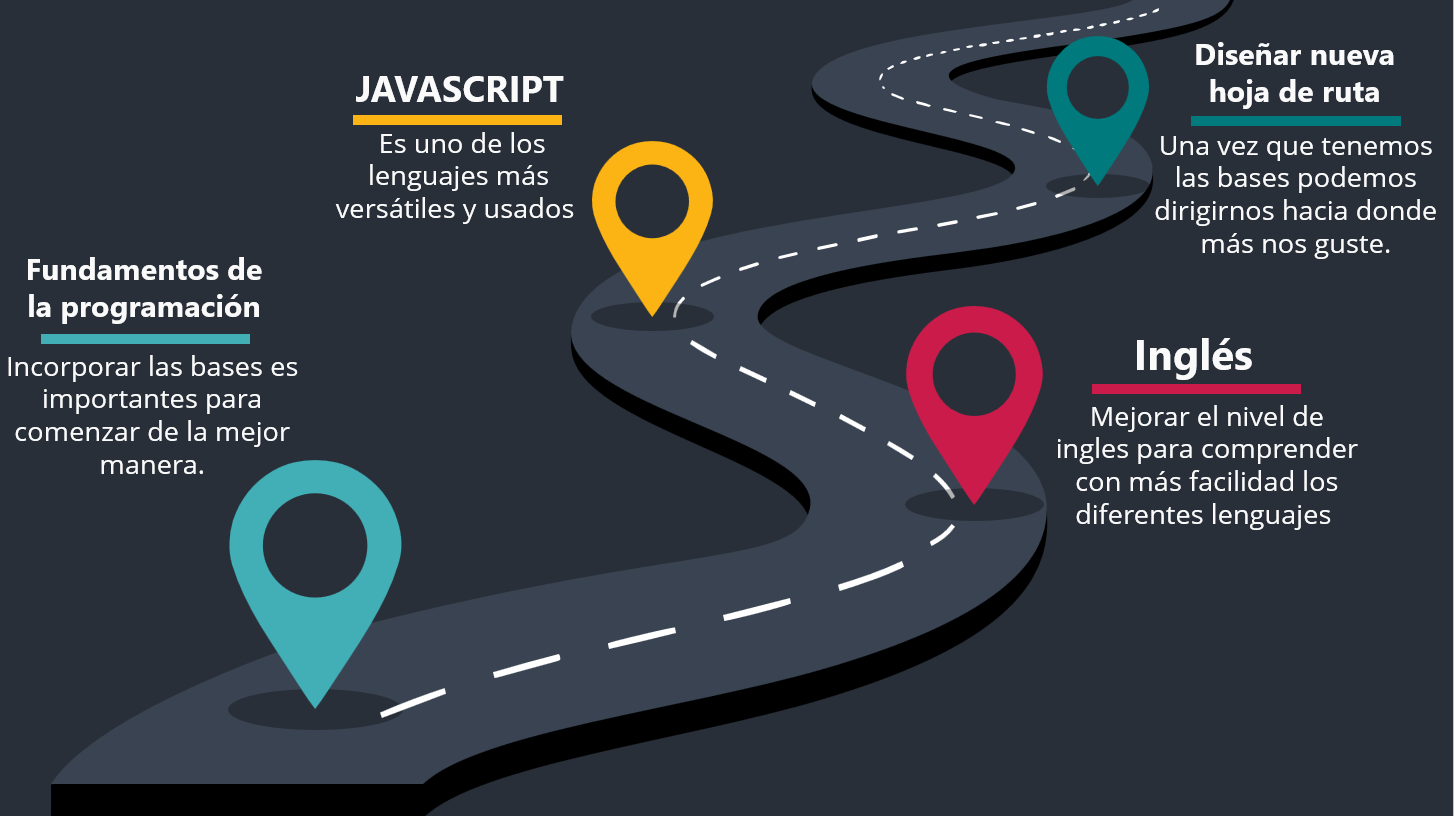 JAVASCRIPT
Es uno de los
lenguajes más
versátiles y usados
Diseñar nueva
hoja de ruta
Una vez que tenemos
las bases podemos
dirigirnos hacia donde
más nos guste.
Fundamentos de
la programación
Incorporar las bases es
importantes para
comenzar de la mejor
manera.
Inglés
Mejorar el nivel de
ingles para comprender
con más facilidad los
diferentes lenguajes